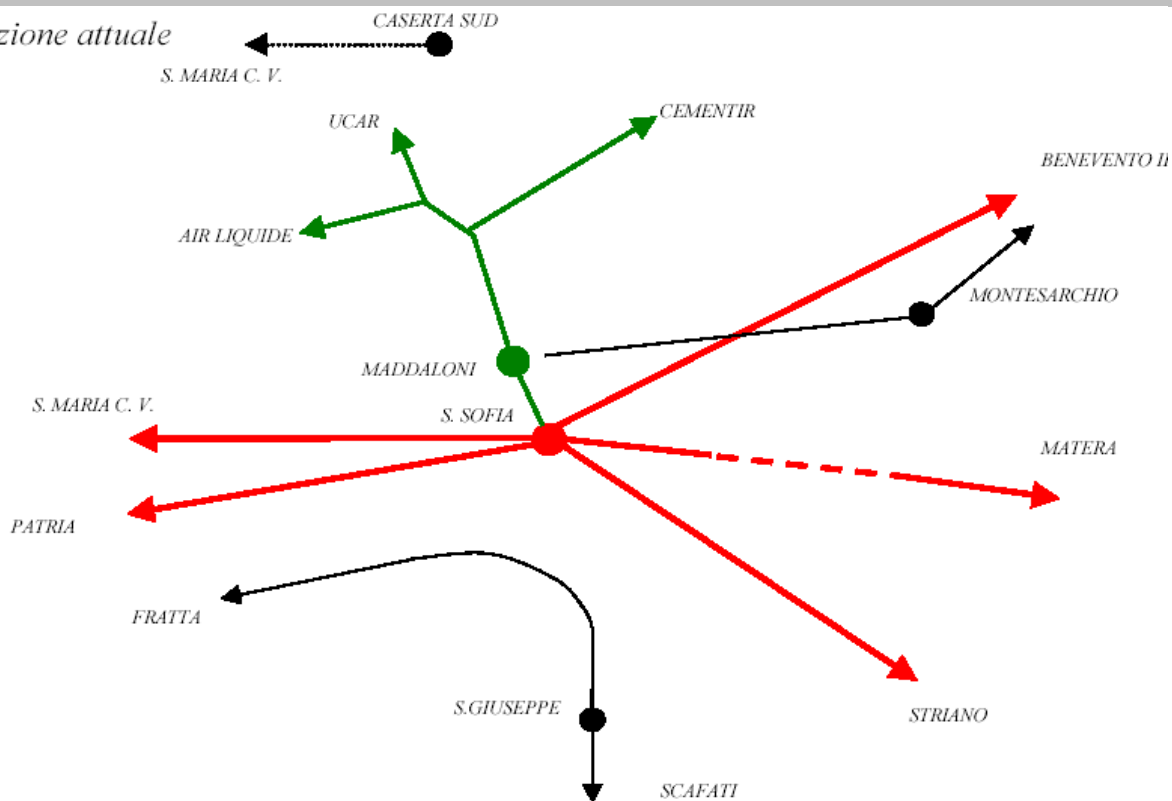 zione attuale
CASERTA SUD
S. MARIA C. V.
UCAR
CEMENTIR
BENEVENTO
AIR LIQUIDE
MONTESARCHIO
MADDALONI
S. MARIA C. V.
S. SOFIA
MATERA
PATRIA
FRATTA
S.GIUSEPPE
STRIANO
SCAFATI